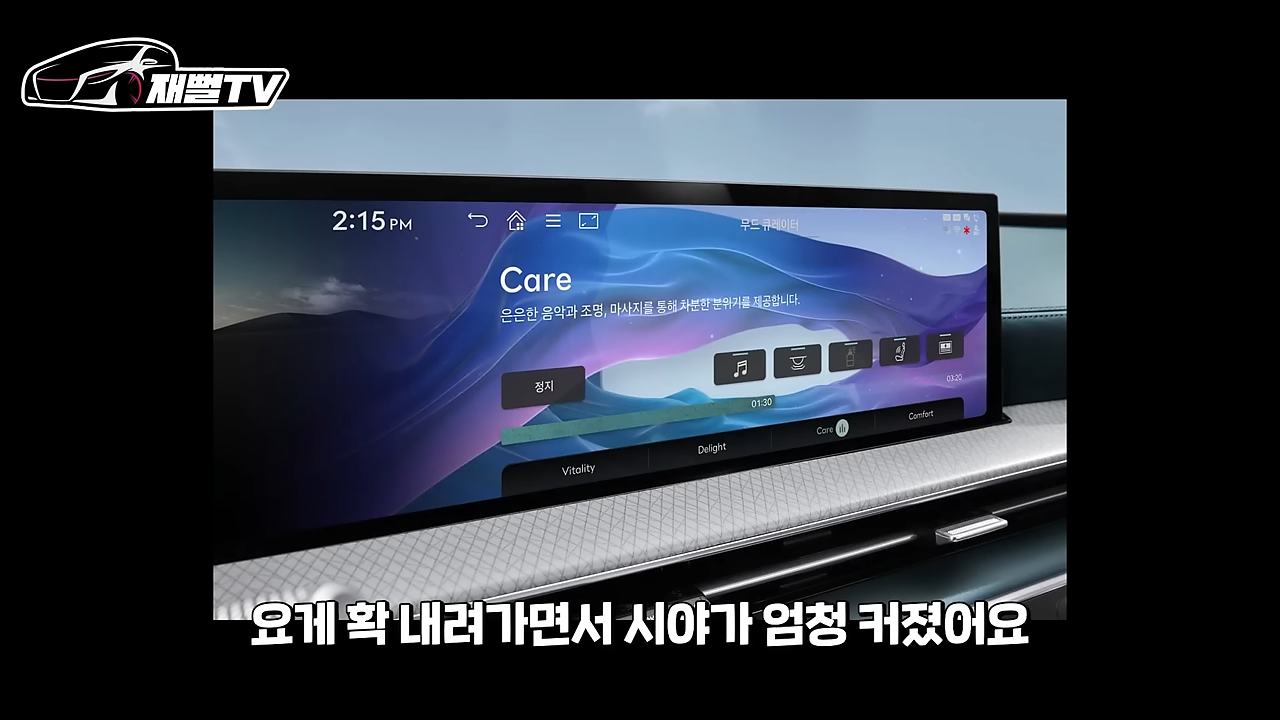 재뻘TV
2:15 PM
무드 큐레이터
Care
은은한 음악과 조명, 마사지를 통해 차분한 분위기를 제공합니다.
정지
01:30
03:20
Vitality
Delight
Care
Comfort
요게 확 내려가면서 시야가 엄청 커졌어요